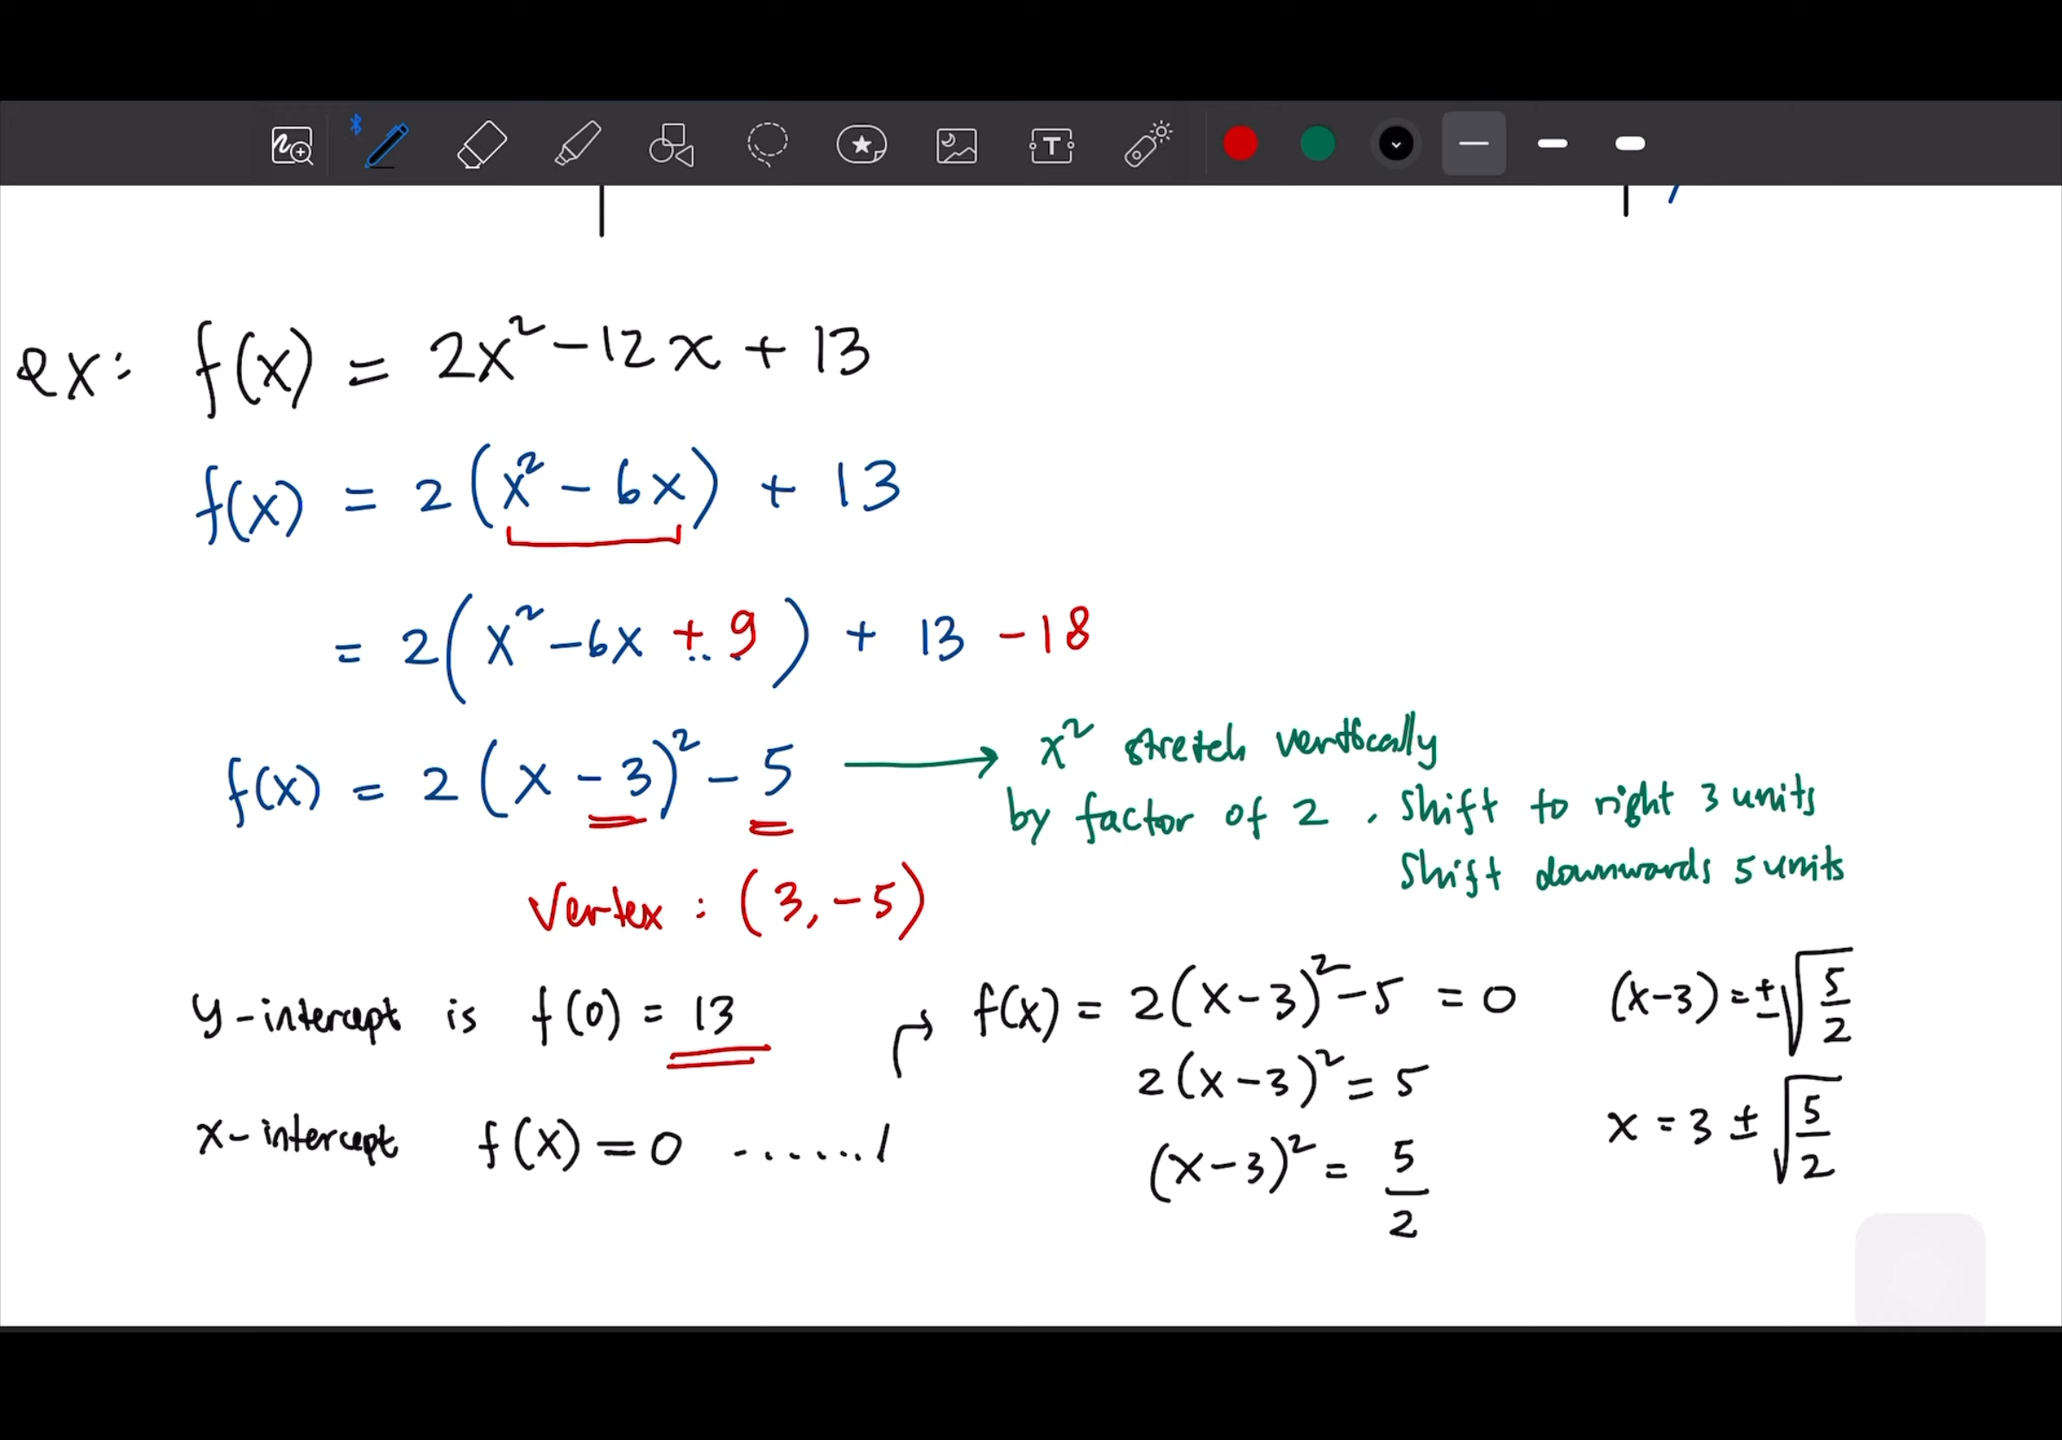 ex: f(x) = 2x² - 12x + 13
f(x) = 2(x² - 6x) + 13
= 2(x² - 6x + 9) + 13 - 18
f(x) = 2(x - 3)² - 5 → x² stretch vertically
by factor of 2 . Shift to right 3 units
Shift downwards 5 units
Vertex : (3, -5)
y-intercept is f(0) = 13
x-intercept f(x) = 0 ......
f(x) = 2(x-3)² - 5 = 0
2(x-3)² = 5
(x-3)² = 5/2
(x-3) = ±√(5/2)
x = 3 ± √(5/2)